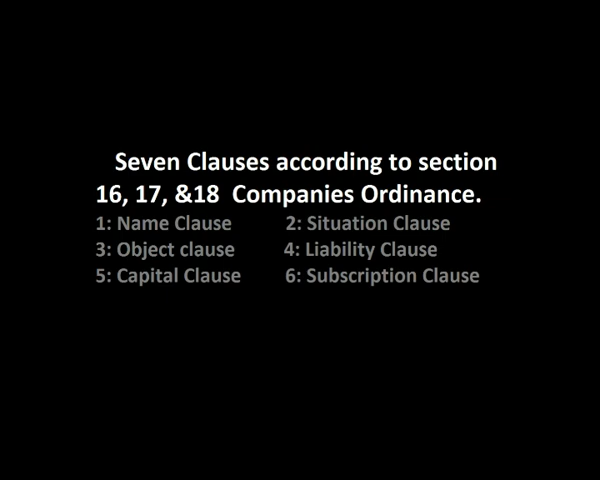 Seven Clauses according to section
16, 17, &18 Companies Ordinance.
1: Name Clause 2: Situation Clause
3: Object clause 4: Liability Clause
5: Capital Clause 6: Subscription Clause